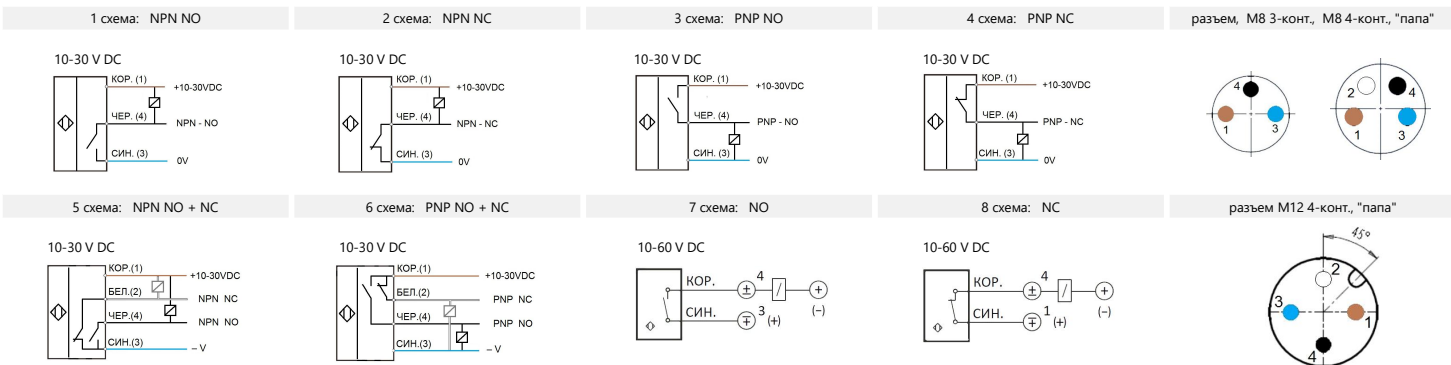 1 схема: NPN NO
2 схема: NPN NC
3 схема: PNP NO
4 схема: PNP NC
разъем, M8 3-конт., M8 4-конт., "папа"
10-30 V DC
КОР. (1)
+10-30VDC
ЧЕР. (4)
NPN - NO
СИН. (3)
0V
10-30 V DC
КОР. (1)
+10-30VDC
ЧЕР. (4)
NPN - NC
СИН. (3)
0V
10-30 V DC
КОР. (1)
+10-30VDC
ЧЕР. (4)
PNP - NO
СИН. (3)
0V
10-30 V DC
КОР. (1)
+10-30VDC
ЧЕР. (4)
PNP - NC
СИН. (3)
0V
4
1
3
2
4
1
3
5 схема: NPN NO + NC
6 схема: PNP NO + NC
7 схема: NO
8 схема: NC
разъем M12 4-конт., "папа"
10-30 V DC
КОР.(1)
+10-30VDC
БЕЛ.(2)
NPN NC
ЧЕР.(4)
NPN NO
СИН.(3)
– V
10-30 V DC
КОР.(1)
+10-30VDC
БЕЛ.(2)
PNP NC
ЧЕР.(4)
PNP NO
СИН.(3)
- V
10-60 V DC
КОР.
4
(−)
СИН.
3
(+)
10-60 V DC
КОР.
4
(−)
СИН.
1
(+)
45°
2
3
1
4